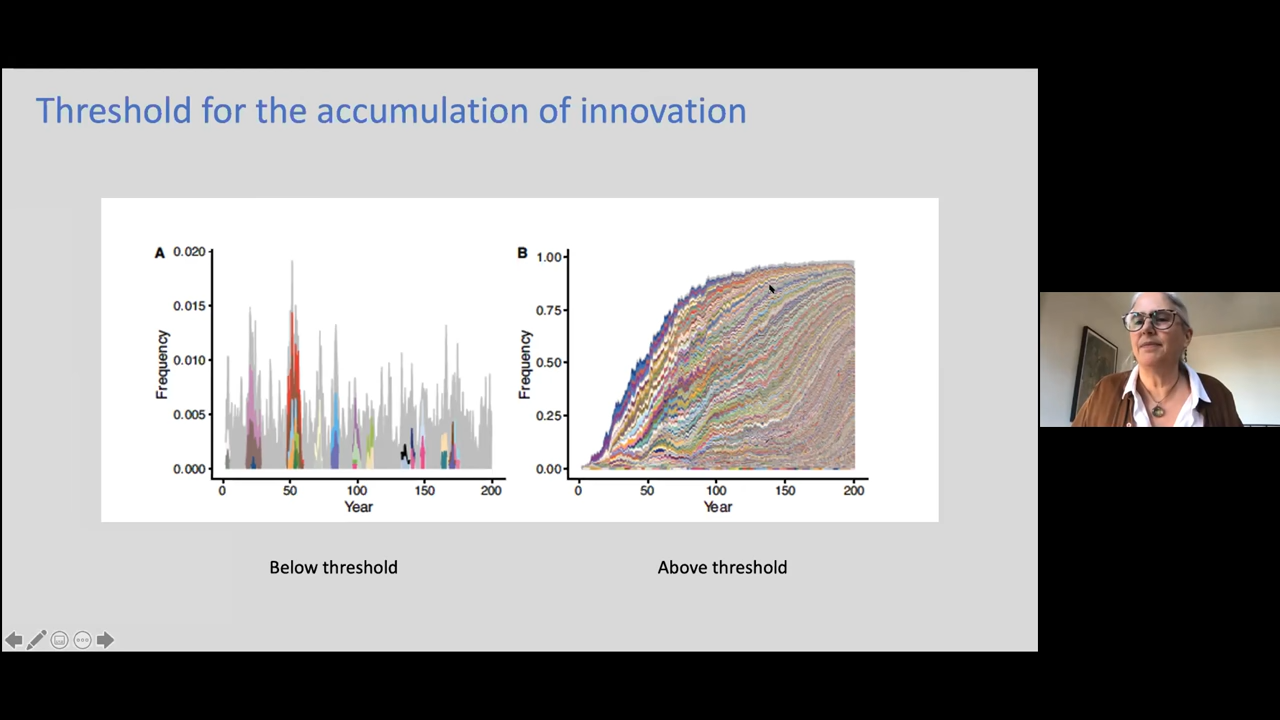 Threshold for the accumulation of innovation
A
0.020
0.015
0.010
0.005
0.000
Frequency
0
50
100
150
200
Year
B
1.00
0.75
0.50
0.25
0.00
Frequency
0
50
100
150
200
Year
Below threshold
Above threshold